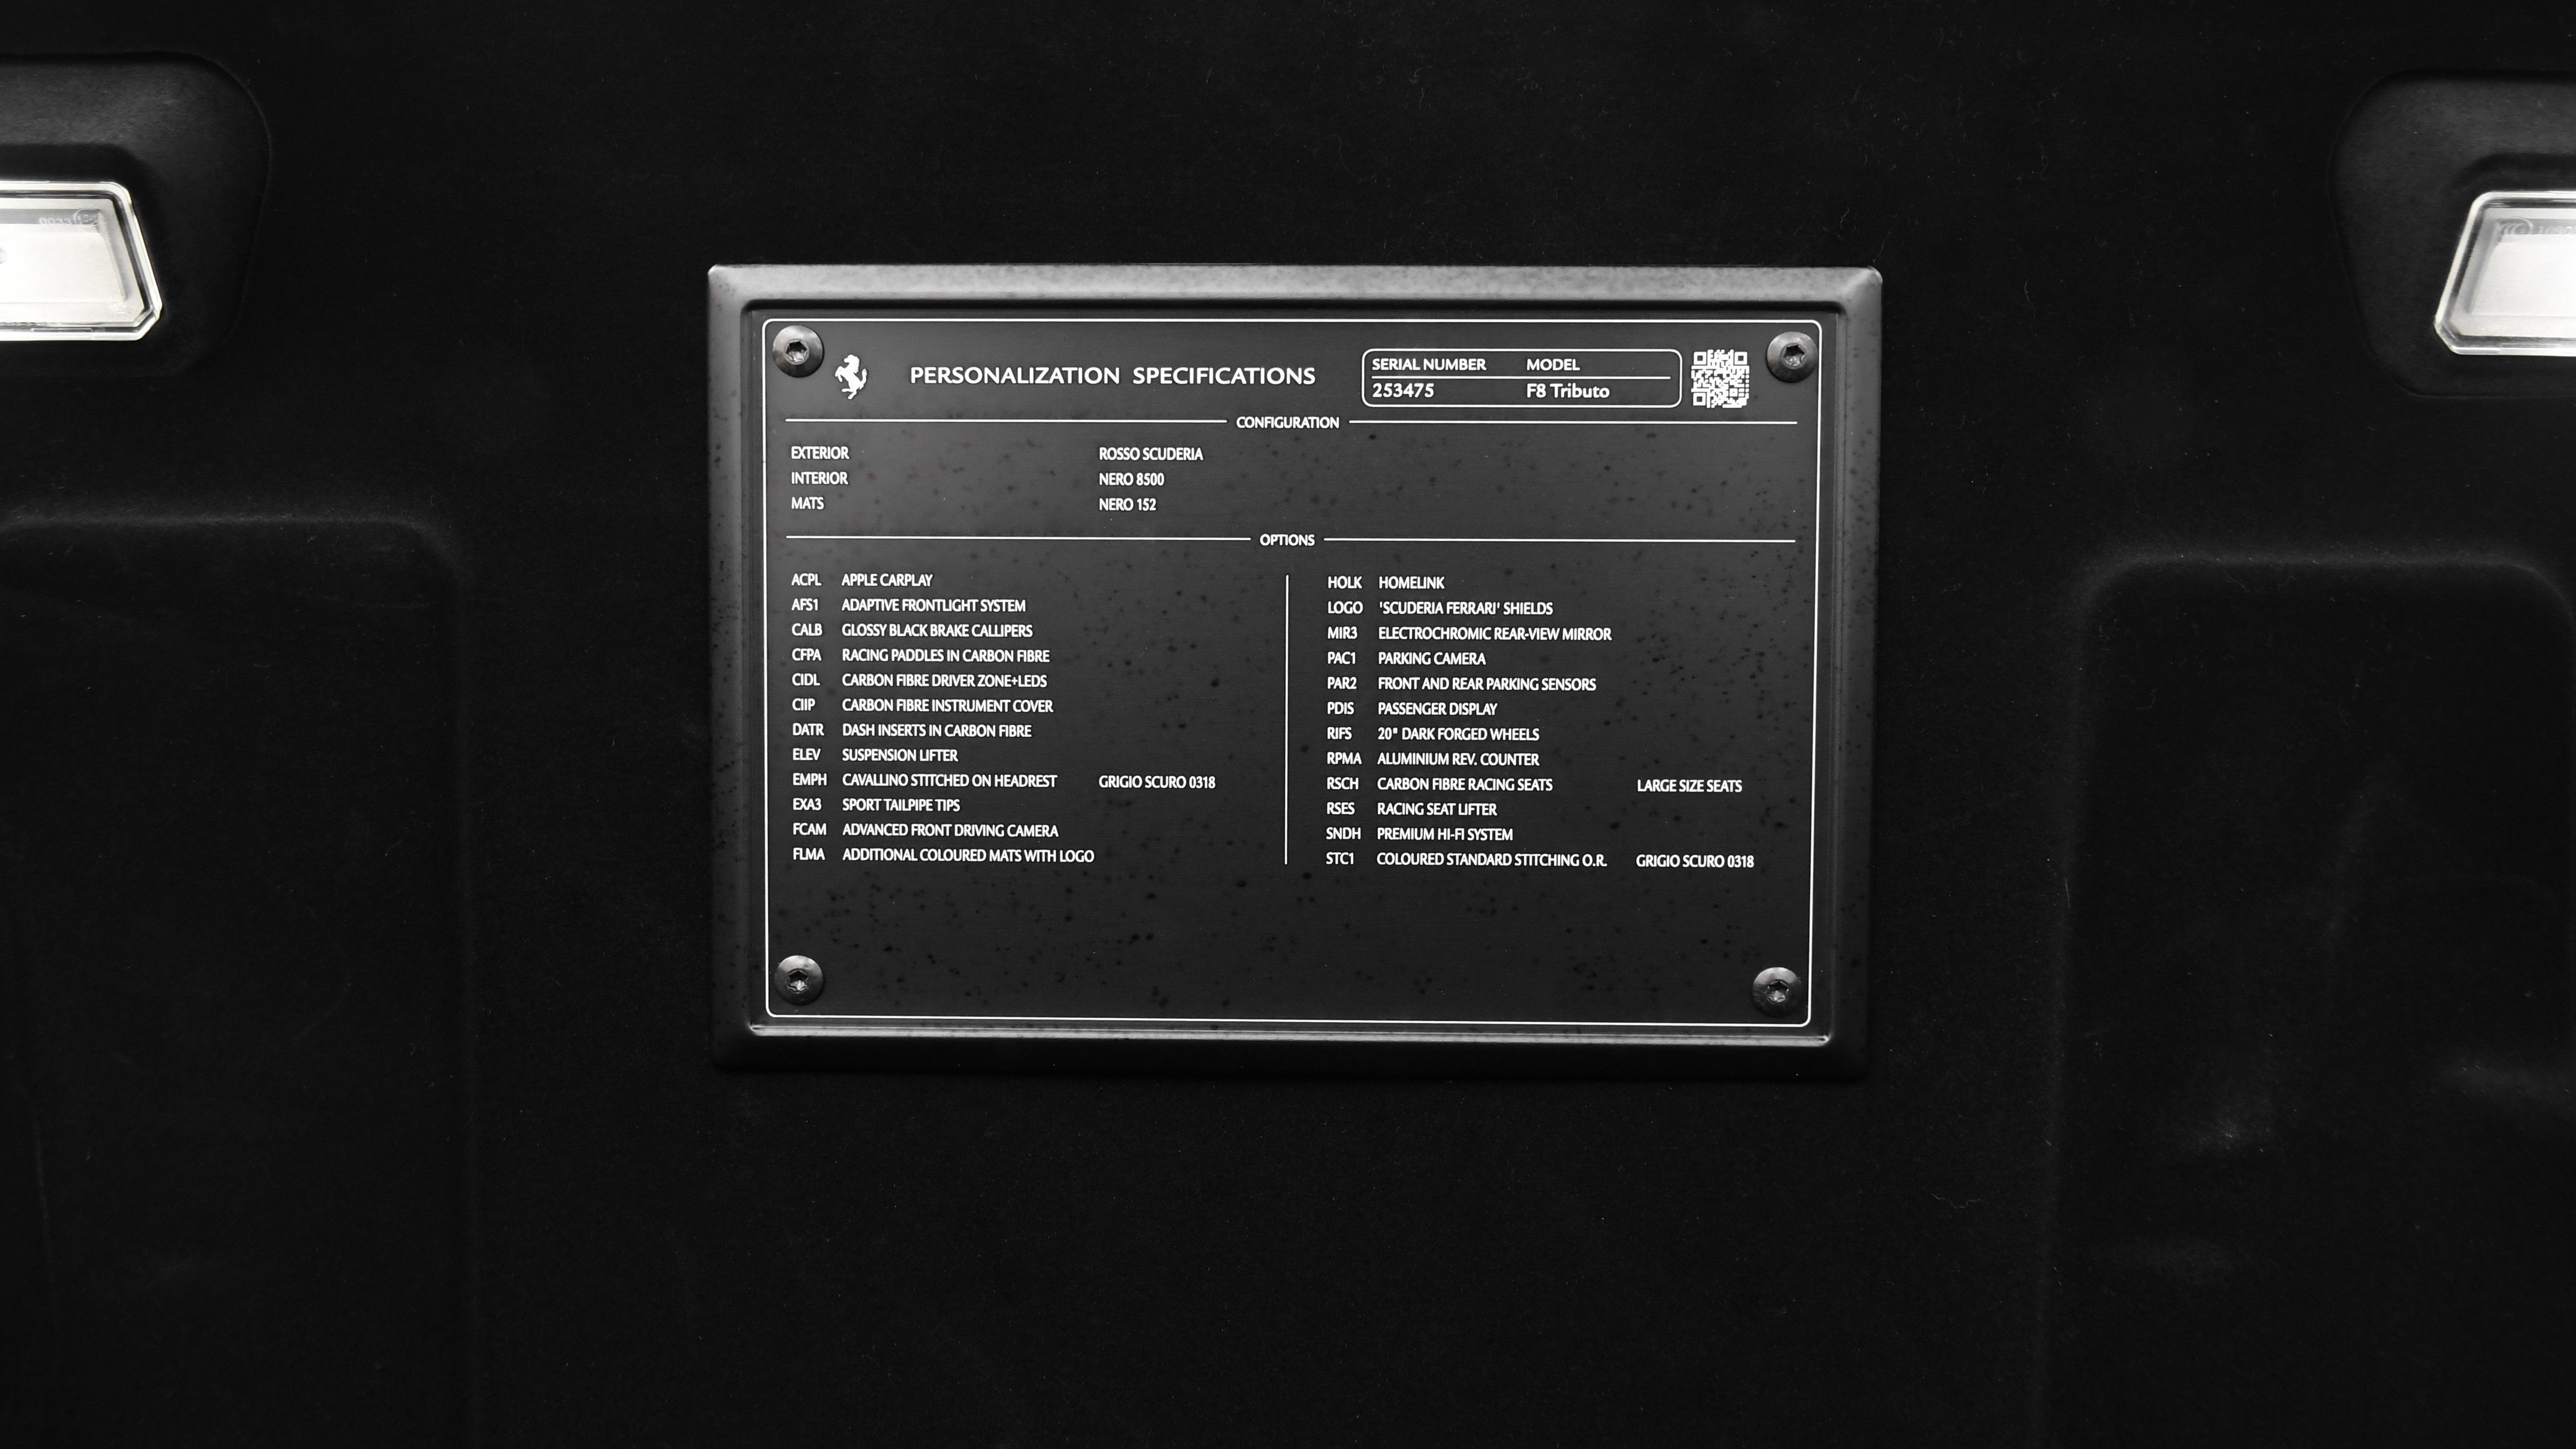 PERSONALIZATION SPECIFICATIONS
SERIAL NUMBER MODEL
253475 F8 Tributo
CONFIGURATION
EXTERIOR ROSSO SCUDERIA
INTERIOR NERO 8500
MATS NERO 152
OPTIONS
ACPL APPLE CARPLAY
AFS1 ADAPTIVE FRONTLIGHT SYSTEM
CALB GLOSSY BLACK BRAKE CALLIPERS
CFPA RACING PADDLES IN CARBON FIBRE
CIDL CARBON FIBRE DRIVER ZONE+LEDS
CIIP CARBON FIBRE INSTRUMENT COVER
DATR DASH INSERTS IN CARBON FIBRE
ELEV SUSPENSION LIFTER
EMPH CAVALLINO STITCHED ON HEADREST GRIGIO SCURO 0318
EXA3 SPORT TAILPIPE TIPS
FCAM ADVANCED FRONT DRIVING CAMERA
FLMA ADDITIONAL COLOURED MATS WITH LOGO
HOLK HOMELINK
LOGO 'SCUDERIA FERRARI' SHIELDS
MIR3 ELECTROCHROMIC REAR-VIEW MIRROR
PAC1 PARKING CAMERA
PAR2 FRONT AND REAR PARKING SENSORS
PDIS PASSENGER DISPLAY
RIFS 20" DARK FORGED WHEELS
RPMA ALUMINIUM REV. COUNTER
RSCH CARBON FIBRE RACING SEATS LARGE SIZE SEATS
RSES RACING SEAT LIFTER
SNDH PREMIUM HI-FI SYSTEM
STC1 COLOURED STANDARD STITCHING O.R. GRIGIO SCURO 0318